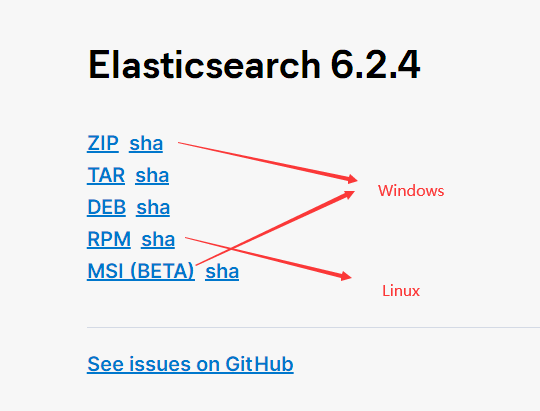 Elasticsearch 6.2.4
ZIP sha
TAR sha
Windows
DEB sha
RPM sha
MSI (BETA) sha
Linux
See issues on GitHub